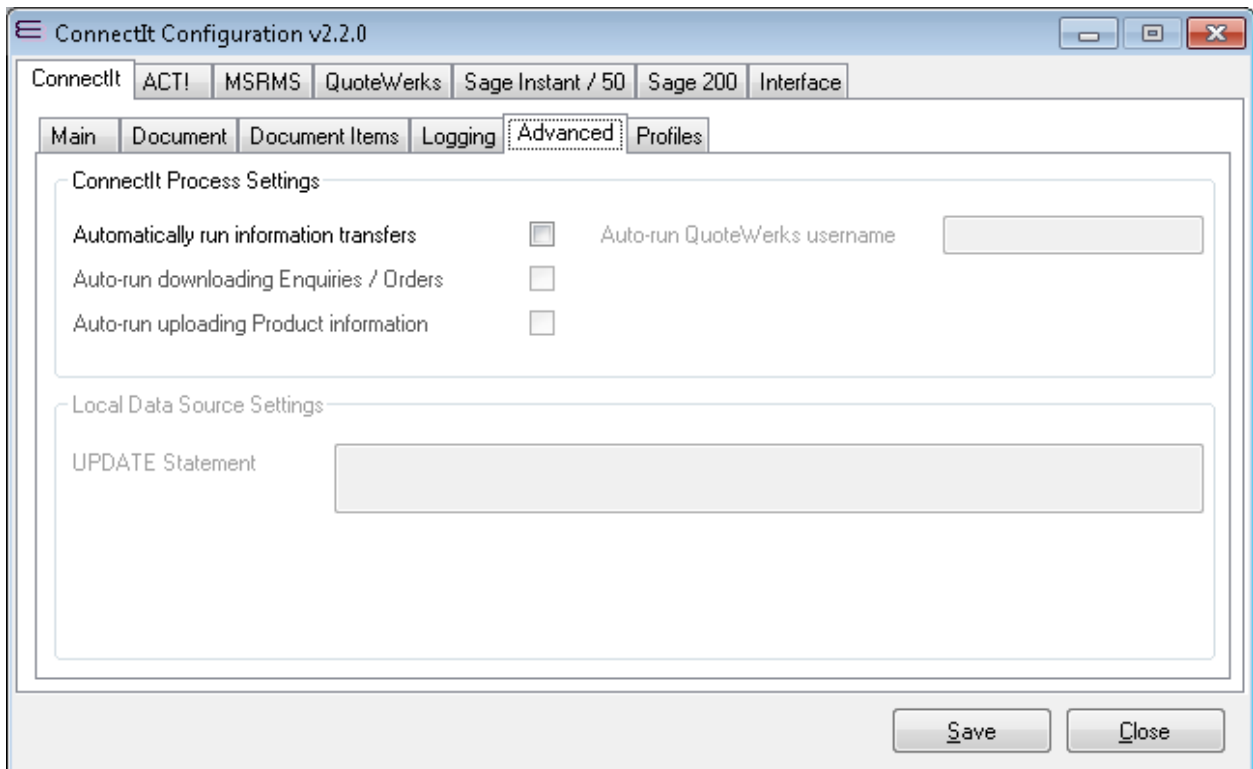 ConnectIt Configuration v2.2.0
ConnectIt ACT! MSRMS QuoteWerks Sage Instant / 50 Sage 200 Interface
Main Document Document Items Logging Advanced Profiles
ConnectIt Process Settings
Automatically run information transfers Auto-run QuoteWerks username
Auto-run downloading Enquiries / Orders
Auto-run uploading Product information
Local Data Source Settings
UPDATE Statement
Save Close